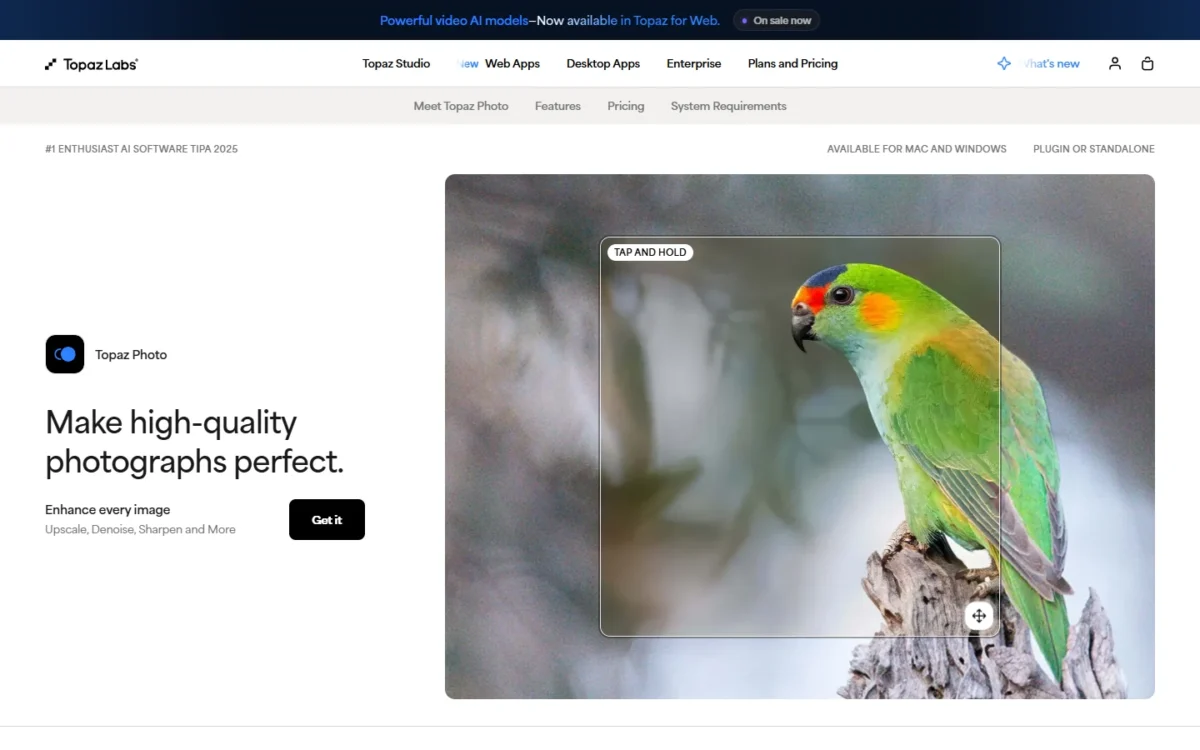 Powerful video AI models—Now available in Topaz for Web. On sale now
Topaz Labs
Topaz Studio New Web Apps Desktop Apps Enterprise Plans and Pricing What's new
Meet Topaz Photo Features Pricing System Requirements
#1 ENTHUSIAST AI SOFTWARE TIPA 2025 AVAILABLE FOR MAC AND WINDOWS PLUGIN OR STANDALONE
TAP AND HOLD
Topaz Photo
Make high-quality
photographs perfect.
Enhance every image
Upscale, Denoise, Sharpen and More
Get it